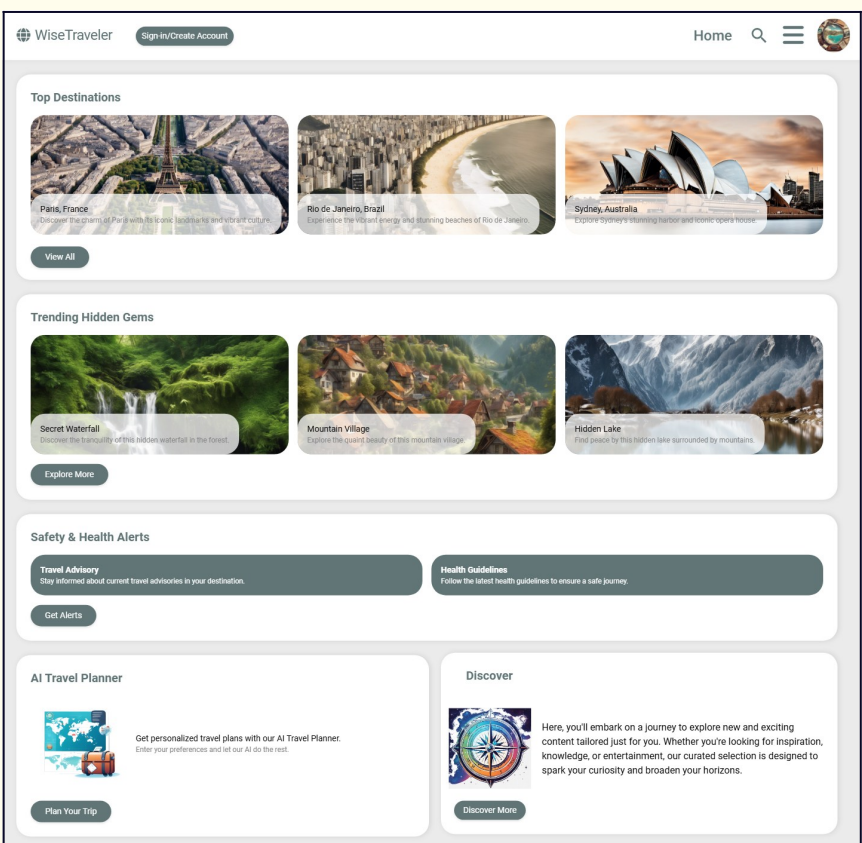 WiseTraveler
Sign-in/Create Account
Home
Top Destinations
Paris, France
Discover the charm of Paris with its iconic landmarks and vibrant culture.
Rio de Janeiro, Brazil
Experience the vibrant energy and stunning beaches of Rio de Janeiro.
Sydney, Australia
Explore Sydney's stunning harbor and iconic opera house.
View All
Trending Hidden Gems
Secret Waterfall
Discover the tranquility of this hidden waterfall in the forest.
Mountain Village
Explore the quaint beauty of this mountain village.
Hidden Lake
Find peace by this hidden lake surrounded by mountains.
Explore More
Safety & Health Alerts
Travel Advisory
Stay informed about current travel advisories in your destination.
Health Guidelines
Follow the latest health guidelines to ensure a safe journey.
Get Alerts
AI Travel Planner
Get personalized travel plans with our AI Travel Planner.
Enter your preferences and let our AI do the rest.
Plan Your Trip
Discover
Here, you'll embark on a journey to explore new and exciting
content tailored just for you. Whether you're looking for inspiration,
knowledge, or entertainment, our curated selection is designed to
spark your curiosity and broaden your horizons.
Discover More